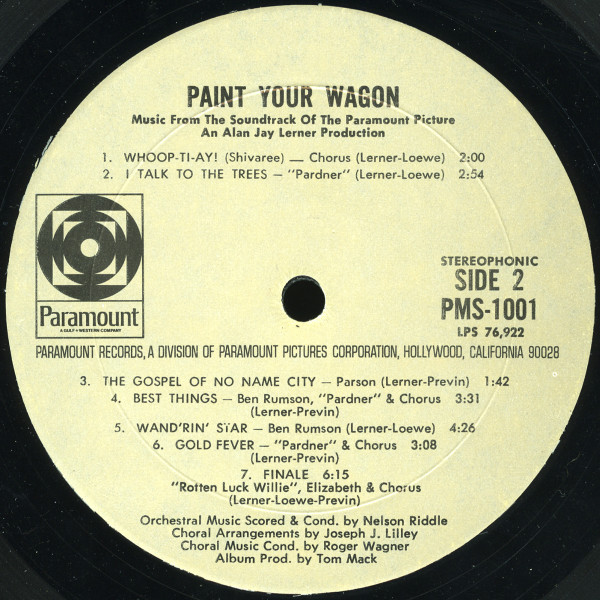 PAINT YOUR WAGON
Music From The Soundtrack Of The Paramount Picture
An Alan Jay Lerner Production
1. WHOOP-TI-AY! (Shivaree) — Chorus (Lerner-Loewe) 2:00
2. I TALK TO THE TREES — "Pardner" (Lerner-Loewe) 2:54
Paramount
A GULF + WESTERN COMPANY
STEREOPHONIC
SIDE 2
PMS-1001
LPS 76,922
PARAMOUNT RECORDS, A DIVISION OF PARAMOUNT PICTURES CORPORATION, HOLLYWOOD, CALIFORNIA 90028
3. THE GOSPEL OF NO NAME CITY — Parson (Lerner-Previn) 1:42
4. BEST THINGS — Ben Rumson, "Pardner" & Chorus 3:31
(Lerner-Previn)
5. WAND'RIN' STAR — Ben Rumson (Lerner-Loewe) 4:26
6. GOLD FEVER — "Pardner" & Chorus 3:08
(Lerner-Previn)
7. FINALE 6:15
"Rotten Luck Willie", Elizabeth & Chorus
(Lerner-Loewe-Previn)
Orchestral Music Scored & Cond. by Nelson Riddle
Choral Arrangements by Joseph J. Lilley
Choral Music Cond. by Roger Wagner
Album Prod. by Tom Mack